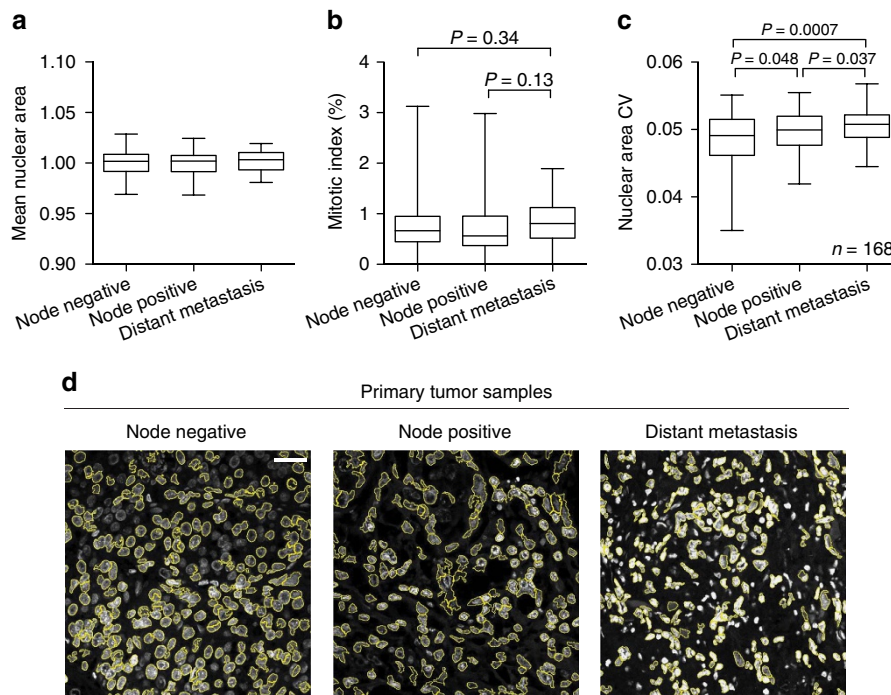 a
1.10
1.05
1.00
0.95
0.90
Mean nuclear area
Node negative
Node positive
Distant metastasis
b
P = 0.34
P = 0.13
4
3
2
1
0
Mitotic index (%)
Node negative
Node positive
Distant metastasis
c
P = 0.0007
P = 0.048
P = 0.037
0.06
0.05
0.04
0.03
Nuclear area CV
n = 168
Node negative
Node positive
Distant metastasis
d
Primary tumor samples
Node negative
Node positive
Distant metastasis